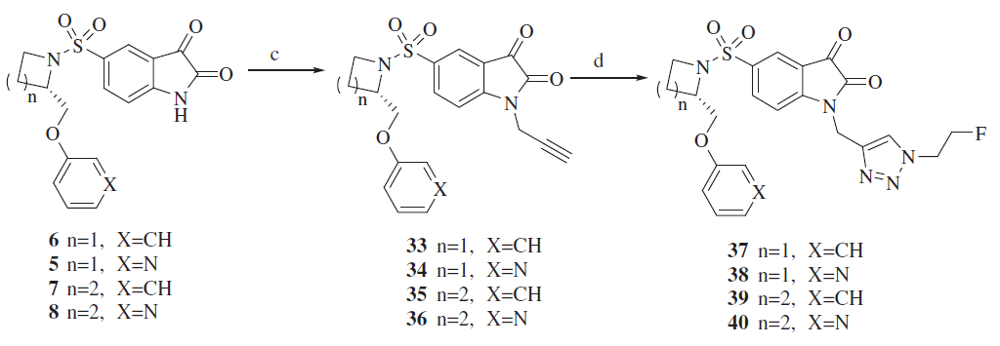 c
d
O O
S
N
O
O
N
H
( )
n
O
X
O O
S
N
O
O
N
( )
n
O
X
O O
S
N
O
O
N
( )
n
O
X
N
N=N
F
6 n=1, X=CH
5 n=1, X=N
7 n=2, X=CH
8 n=2, X=N
33 n=1, X=CH
34 n=1, X=N
35 n=2, X=CH
36 n=2, X=N
37 n=1, X=CH
38 n=1, X=N
39 n=2, X=CH
40 n=2, X=N